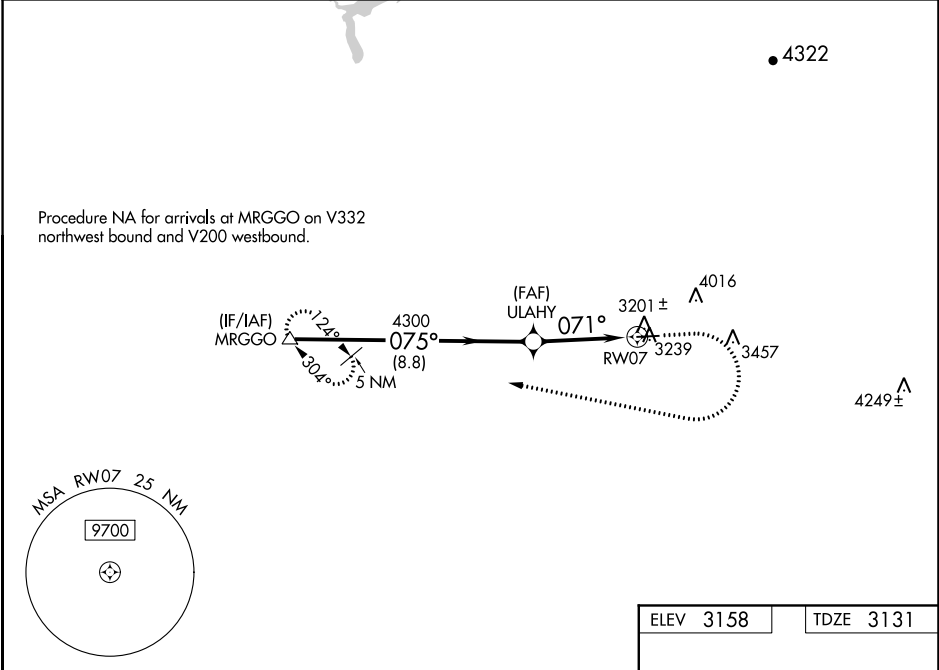 4322
Procedure NA for arrivals at MRGGO on V332
northwest bound and V200 westbound.
4016
(FAF)
ULAHY
3201 ±
(IF/IAF)
MRGGO
124°
4300
075°
(8.8)
071°
RW07
3239
3457
304°
5 NM
4249 ±
MSA RW07 25 NM
9700
ELEV 3158
TDZE 3131